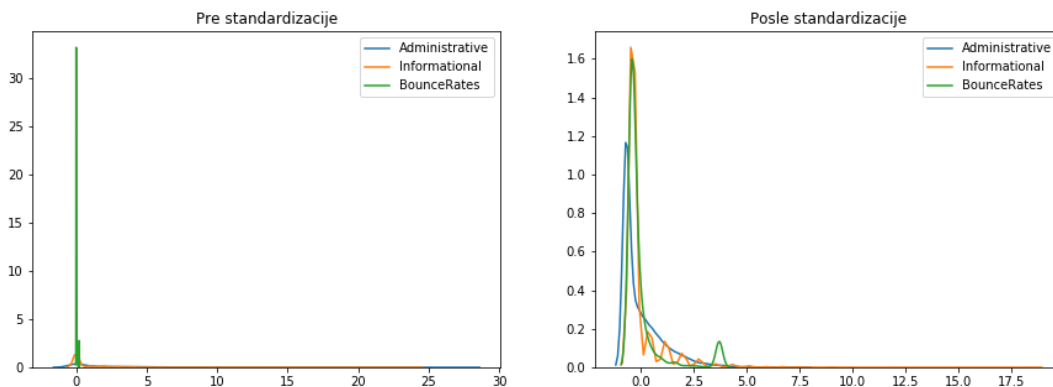 Pre standardizacije
Administrative
Informational
BounceRates
30
25
20
15
10
5
0
0 5 10 15 20 25 30
Posle standardizacije
Administrative
Informational
BounceRates
1.6
1.4
1.2
1.0
0.8
0.6
0.4
0.2
0.0
0.0 2.5 5.0 7.5 10.0 12.5 15.0 17.5